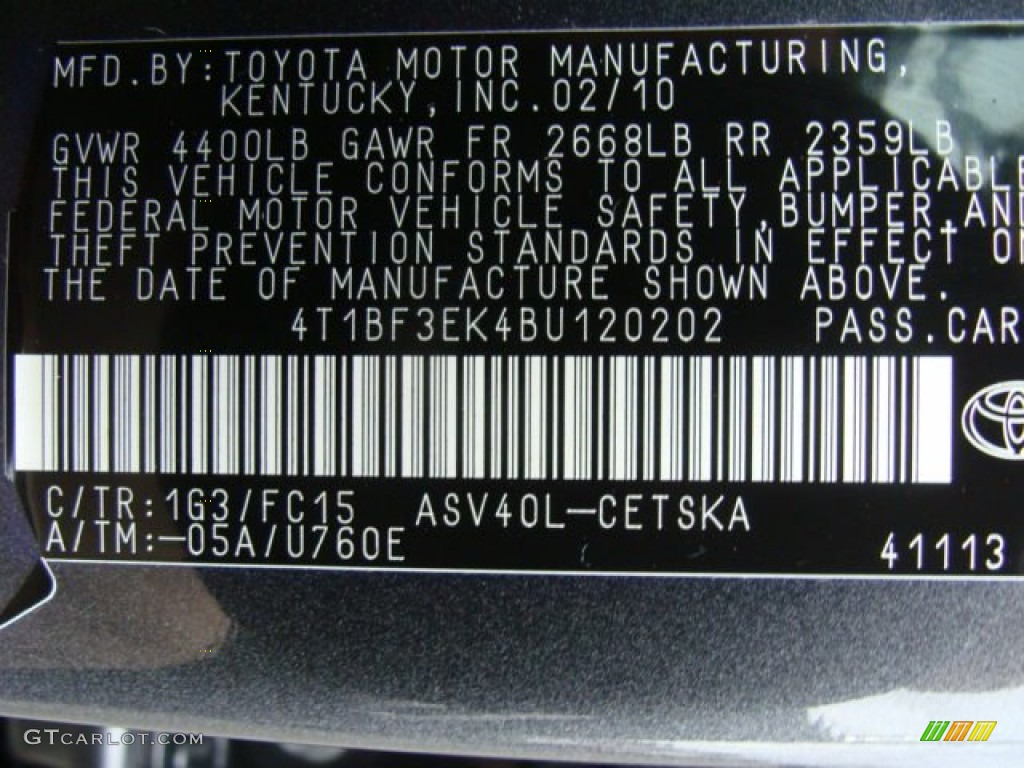 MFD.BY:TOYOTA MOTOR MANUFACTURING,
KENTUCKY,INC.02/10
GVWR 4400LB GAWR FR 2668LB RR 2359LB
THIS VEHICLE CONFORMS TO ALL APPLICABLE
FEDERAL MOTOR VEHICLE SAFETY,BUMPER,AND
THEFT PREVENTION STANDARDS IN EFFECT ON
THE DATE OF MANUFACTURE SHOWN ABOVE.
4T1BF3EK4BU120202 PASS.CAR
C/TR:1G3/FC15 ASV40L-CETSKA
A/TM:-05A/U760E
41113
GTCARLOT.COM